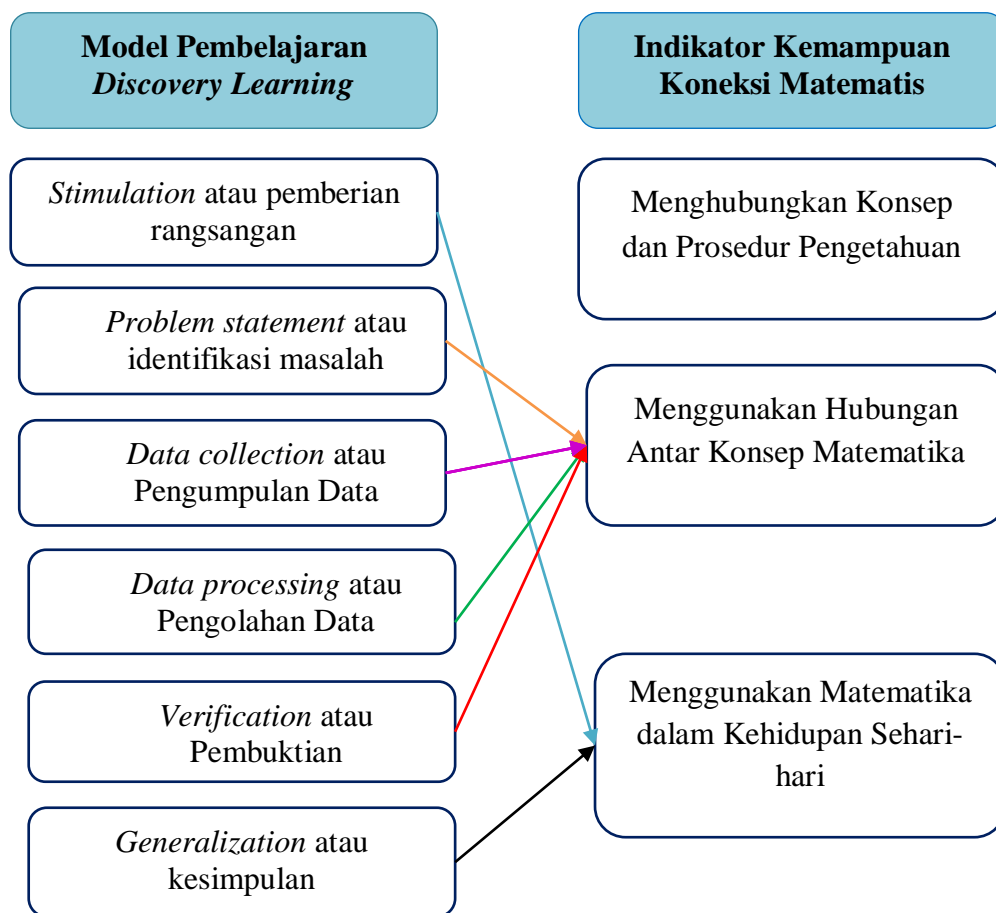 Model Pembelajaran
Discovery Learning
Indikator Kemampuan
Koneksi Matematis
Stimulation atau pemberian
rangsangan
Problem statement atau
identifikasi masalah
Data collection atau
Pengumpulan Data
Data processing atau
Pengolahan Data
Verification atau
Pembuktian
Generalization atau
kesimpulan
Menghubungkan Konsep
dan Prosedur Pengetahuan
Menggunakan Hubungan
Antar Konsep Matematika
Menggunakan Matematika
dalam Kehidupan Sehari-
hari